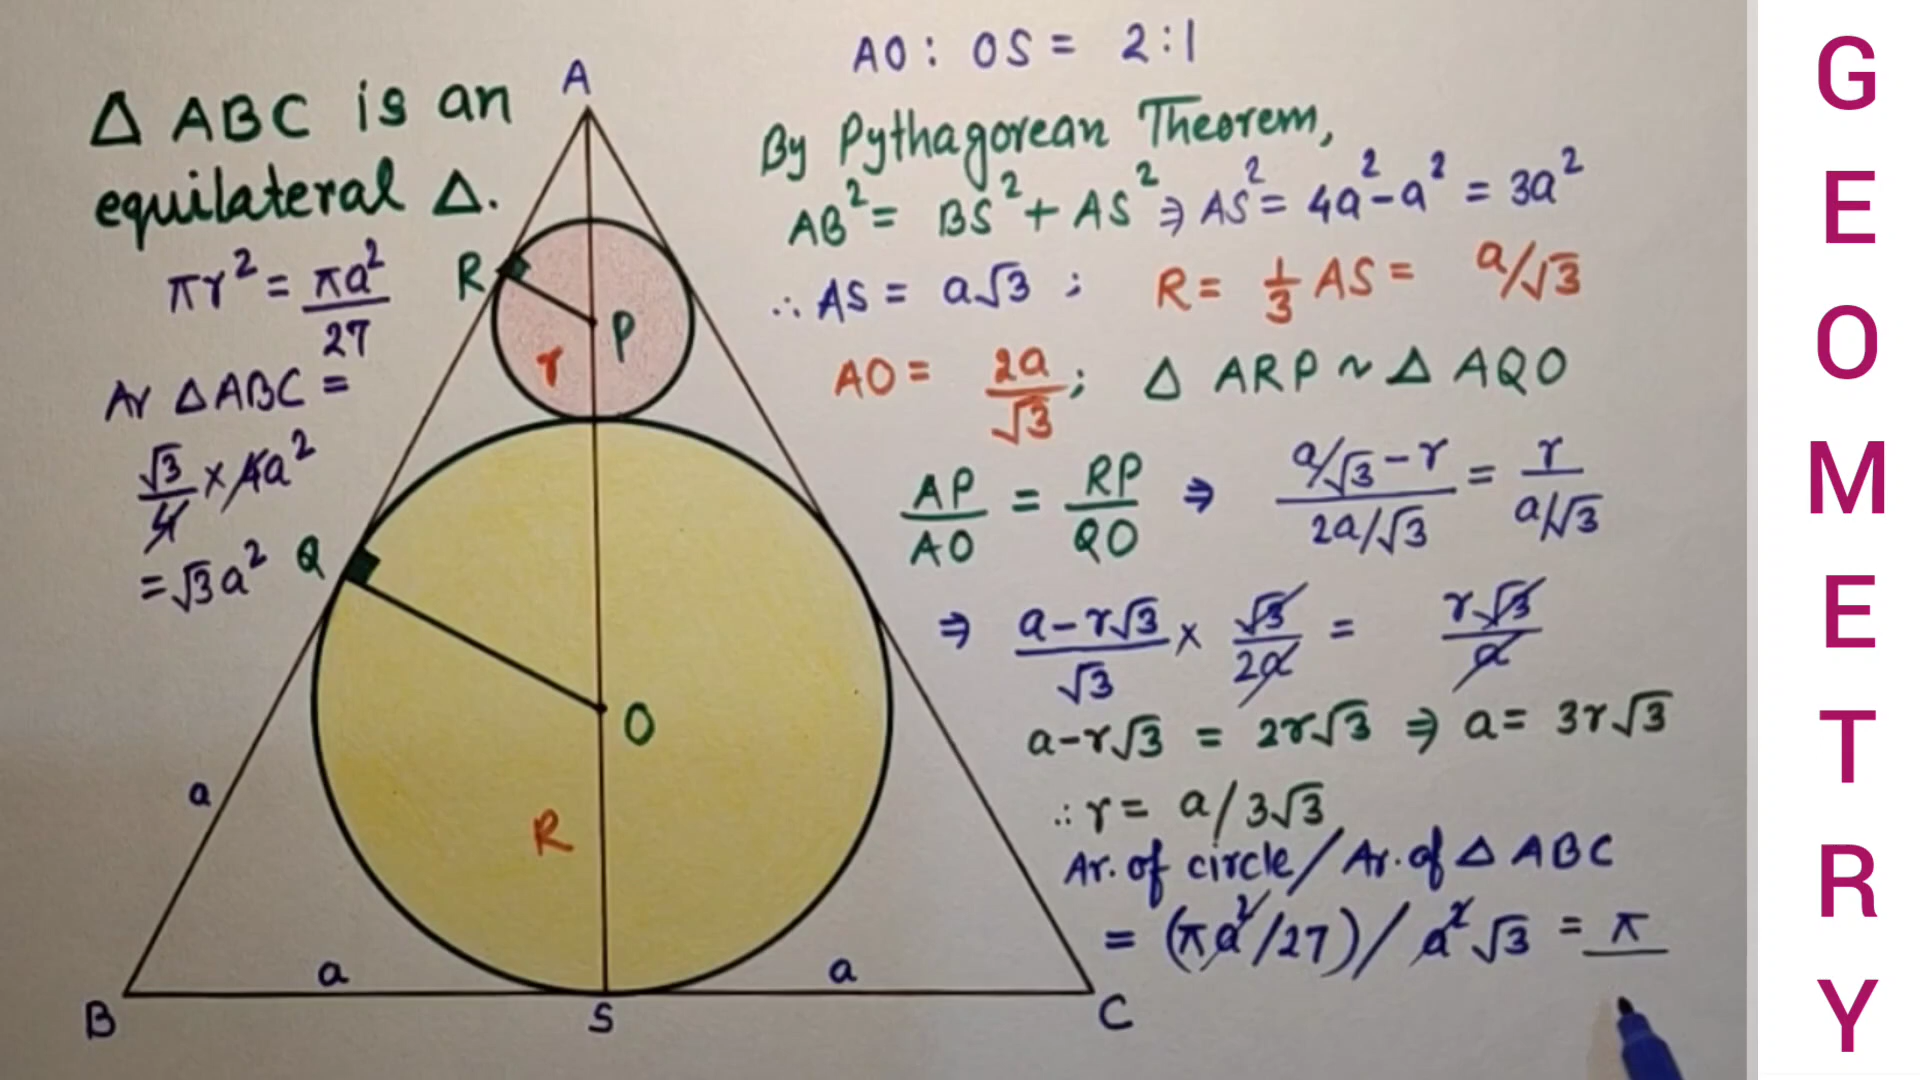 AO : OS = 2:1
A
△ ABC is an
equilateral △.
By Pythagorean Theorem,
AB² = BS² + AS² ⇒ AS² = 4a² - a² = 3a²
πr² = πa²/27
R
P
r
∴ AS = a√3 ; R = 1/3 AS = a/√3
Ar △ABC =
√3/4 × 4a²
= √3a²
AO = 2a/√3 ; △ ARP ~ △ AQO
AP/AO = RP/QO ⇒ (a/√3 - r)/(2a/√3) = r/(a/√3)
Q
⇒ (a - r√3)/√3 × √3/2a = r√3/a
O
a - r√3 = 2r√3 ⇒ a = 3r√3
a
R
∴ r = a/3√3
Ar. of circle / Ar. of △ ABC
= (πa²/27) / a²√3 = π
a
a
B
S
C
G
E
O
M
E
T
R
Y